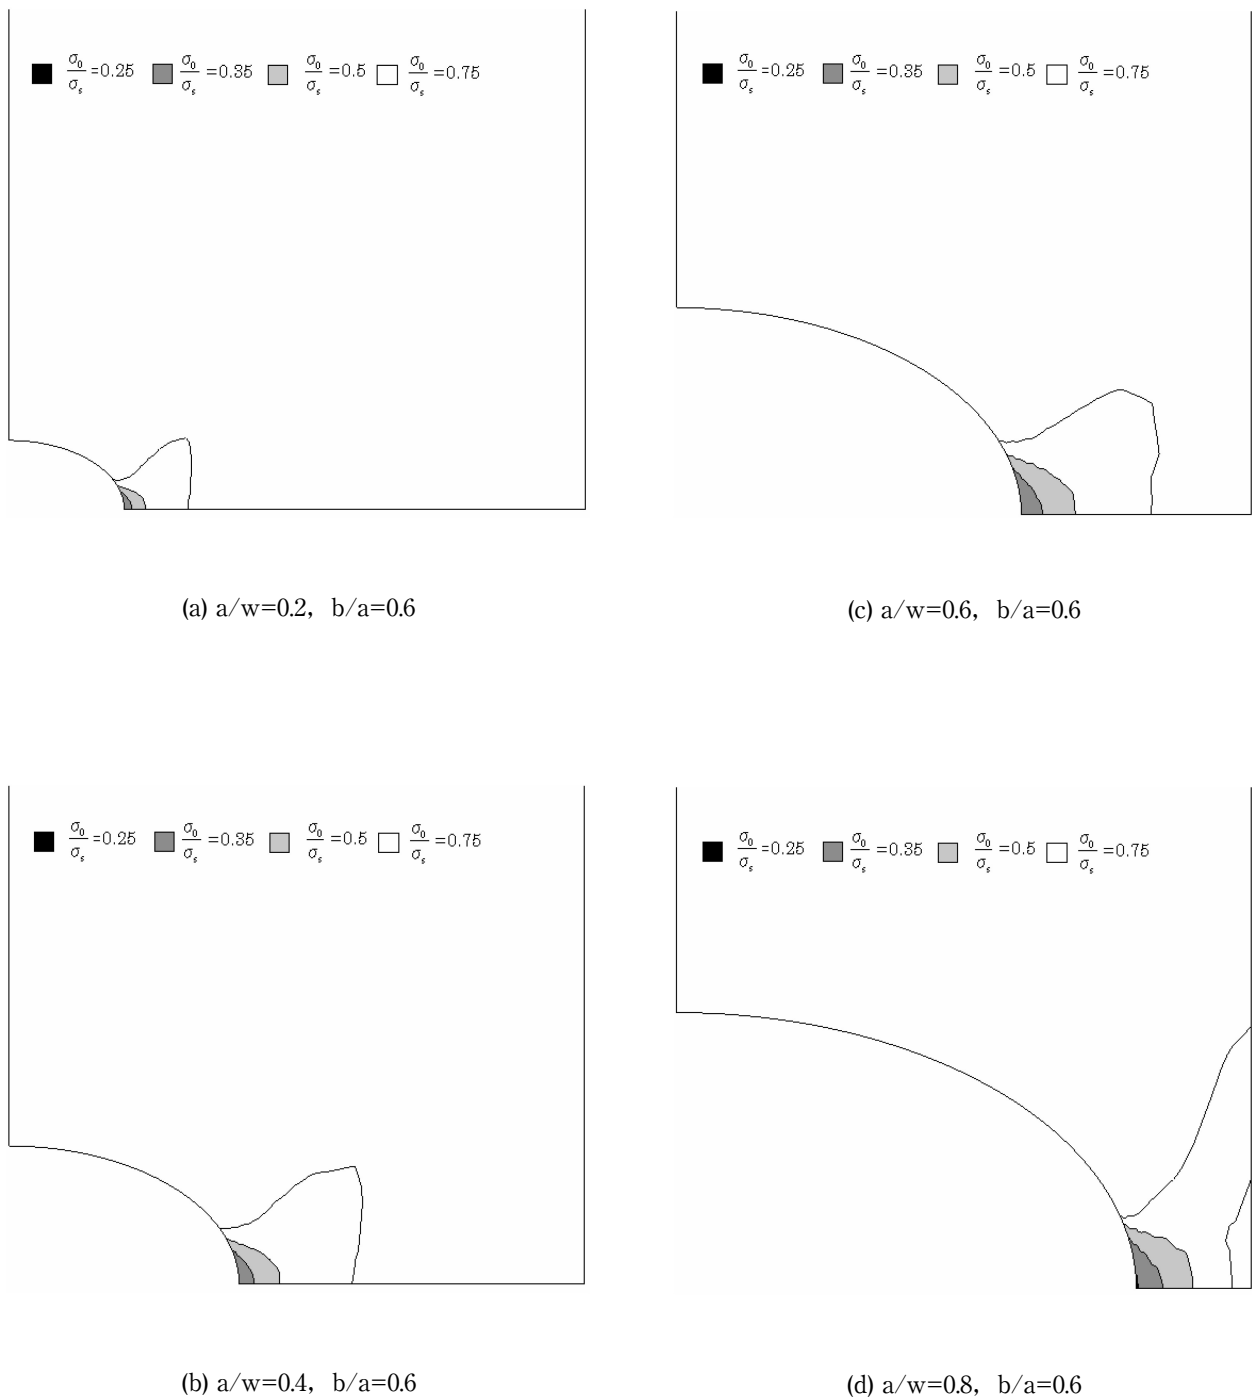 σ0/σs =0.25 σ0/σs =0.35 σ0/σs =0.5 σ0/σs =0.75
(a) a/w=0.2, b/a=0.6
σ0/σs =0.25 σ0/σs =0.35 σ0/σs =0.5 σ0/σs =0.75
(c) a/w=0.6, b/a=0.6
σ0/σs =0.25 σ0/σs =0.35 σ0/σs =0.5 σ0/σs =0.75
(b) a/w=0.4, b/a=0.6
σ0/σs =0.25 σ0/σs =0.35 σ0/σs =0.5 σ0/σs =0.75
(d) a/w=0.8, b/a=0.6